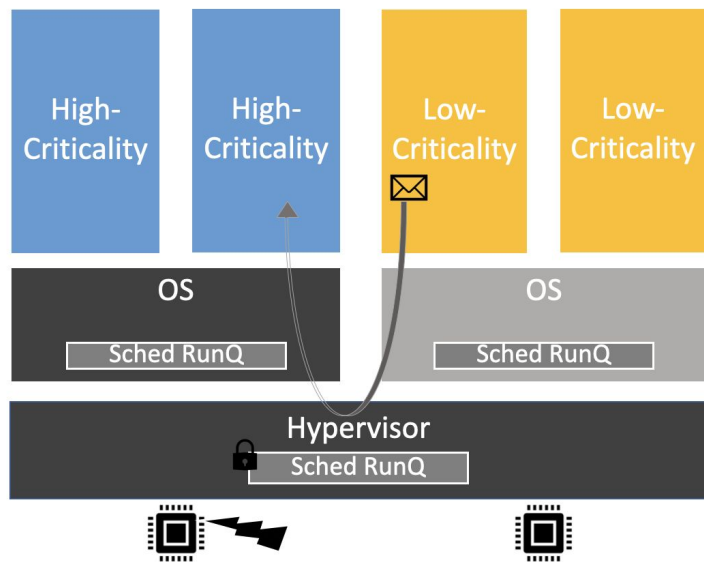 High-
Criticality
High-
Criticality
Low-
Criticality
Low-
Criticality
OS
Sched RunQ
OS
Sched RunQ
Hypervisor
Sched RunQ